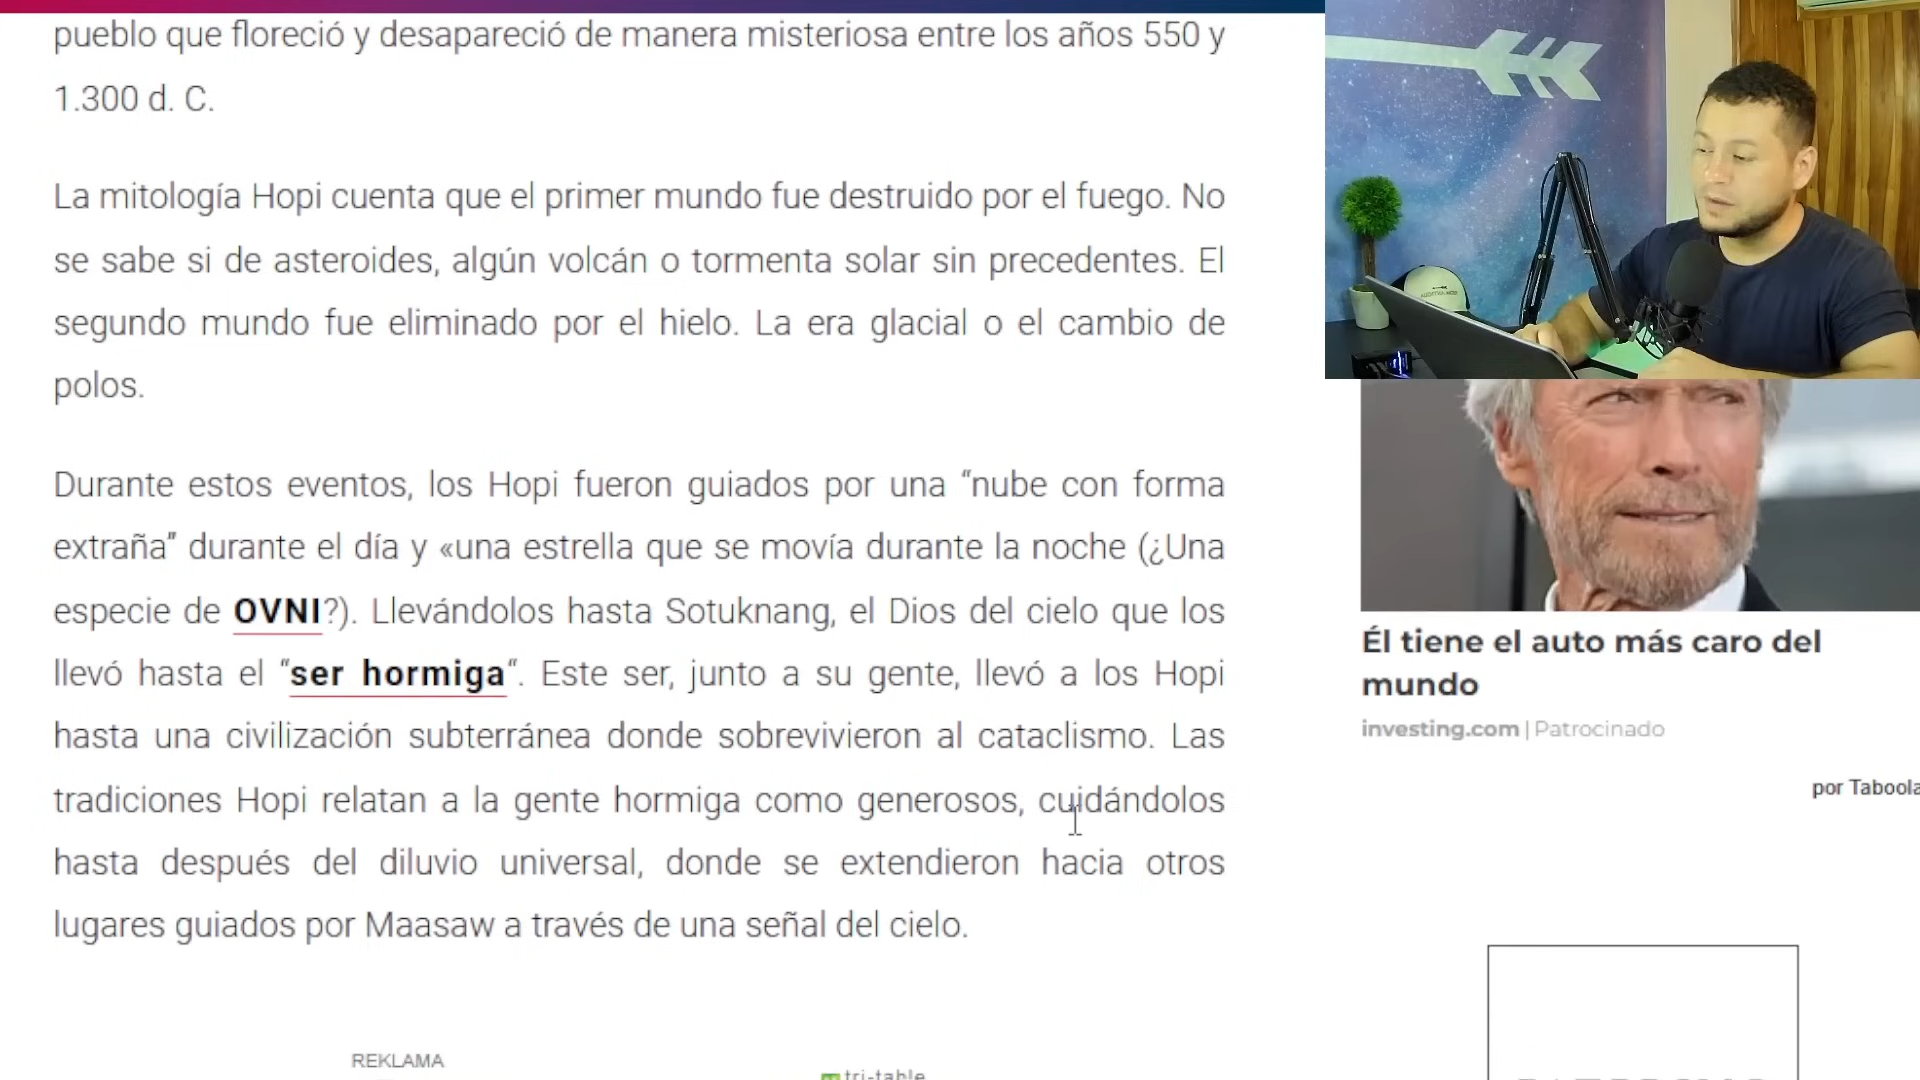 pueblo que floreció y desapareció de manera misteriosa entre los años 550 y
1.300 d. C.
La mitología Hopi cuenta que el primer mundo fue destruido por el fuego. No
se sabe si de asteroides, algún volcán o tormenta solar sin precedentes. El
segundo mundo fue eliminado por el hielo. La era glacial o el cambio de
polos.
Durante estos eventos, los Hopi fueron guiados por una “nube con forma
extraña” durante el día y «una estrella que se movía durante la noche (¿Una
especie de OVNI?). Llevándolos hasta Sotuknang, el Dios del cielo que los
llevó hasta el “ser hormiga“. Este ser, junto a su gente, llevó a los Hopi
hasta una civilización subterránea donde sobrevivieron al cataclismo. Las
tradiciones Hopi relatan a la gente hormiga como generosos, cuidándolos
hasta después del diluvio universal, donde se extendieron hacia otros
lugares guiados por Maasaw a través de una señal del cielo.
REKLAMA
tri-table
Él tiene el auto más caro del
mundo
investing.com | Patrocinado
por Taboola